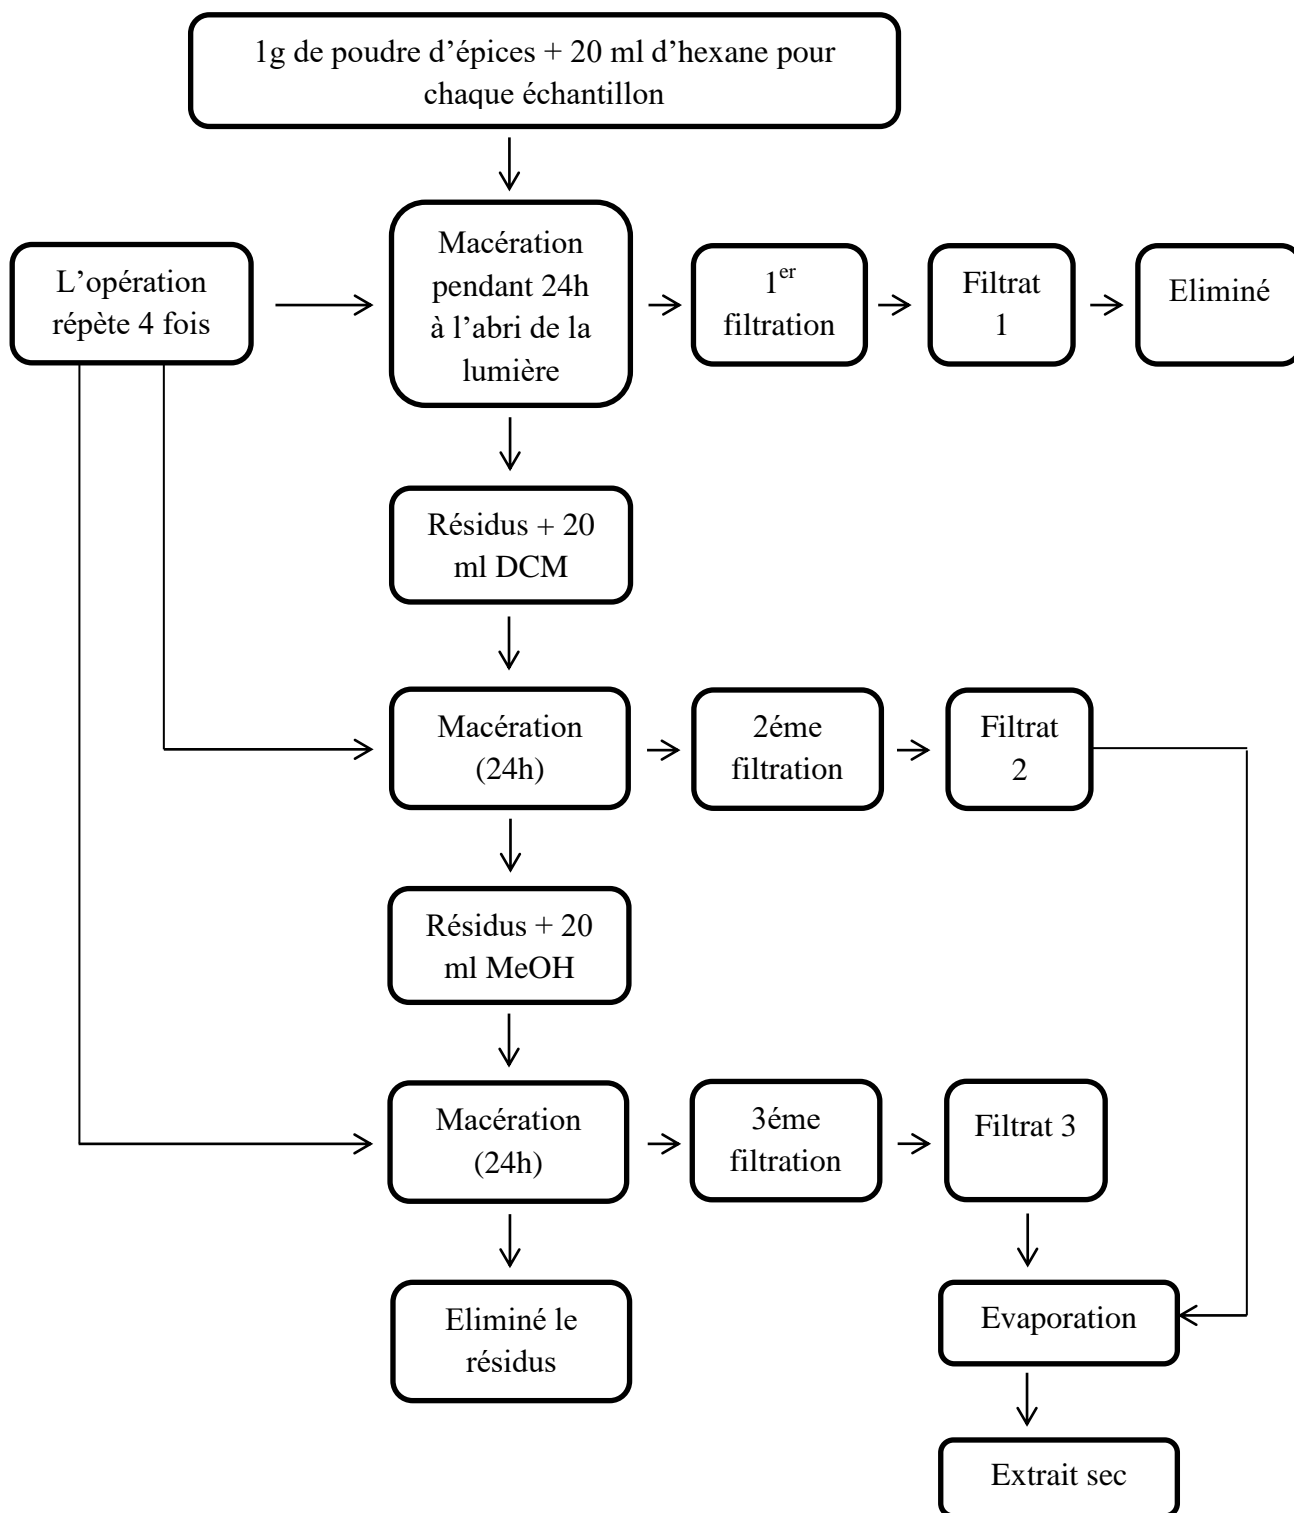 1g de poudre d’épices + 20 ml d’hexane pour
chaque échantillon
L’opération
répète 4 fois
Macération
pendant 24h
à l’abri de la
lumière
1er
filtration
Filtrat
1
Eliminé
Résidus + 20
ml DCM
Macération
(24h)
2éme
filtration
Filtrat
2
Résidus + 20
ml MeOH
Macération
(24h)
3éme
filtration
Filtrat 3
Eliminé le
résidus
Evaporation
Extrait sec